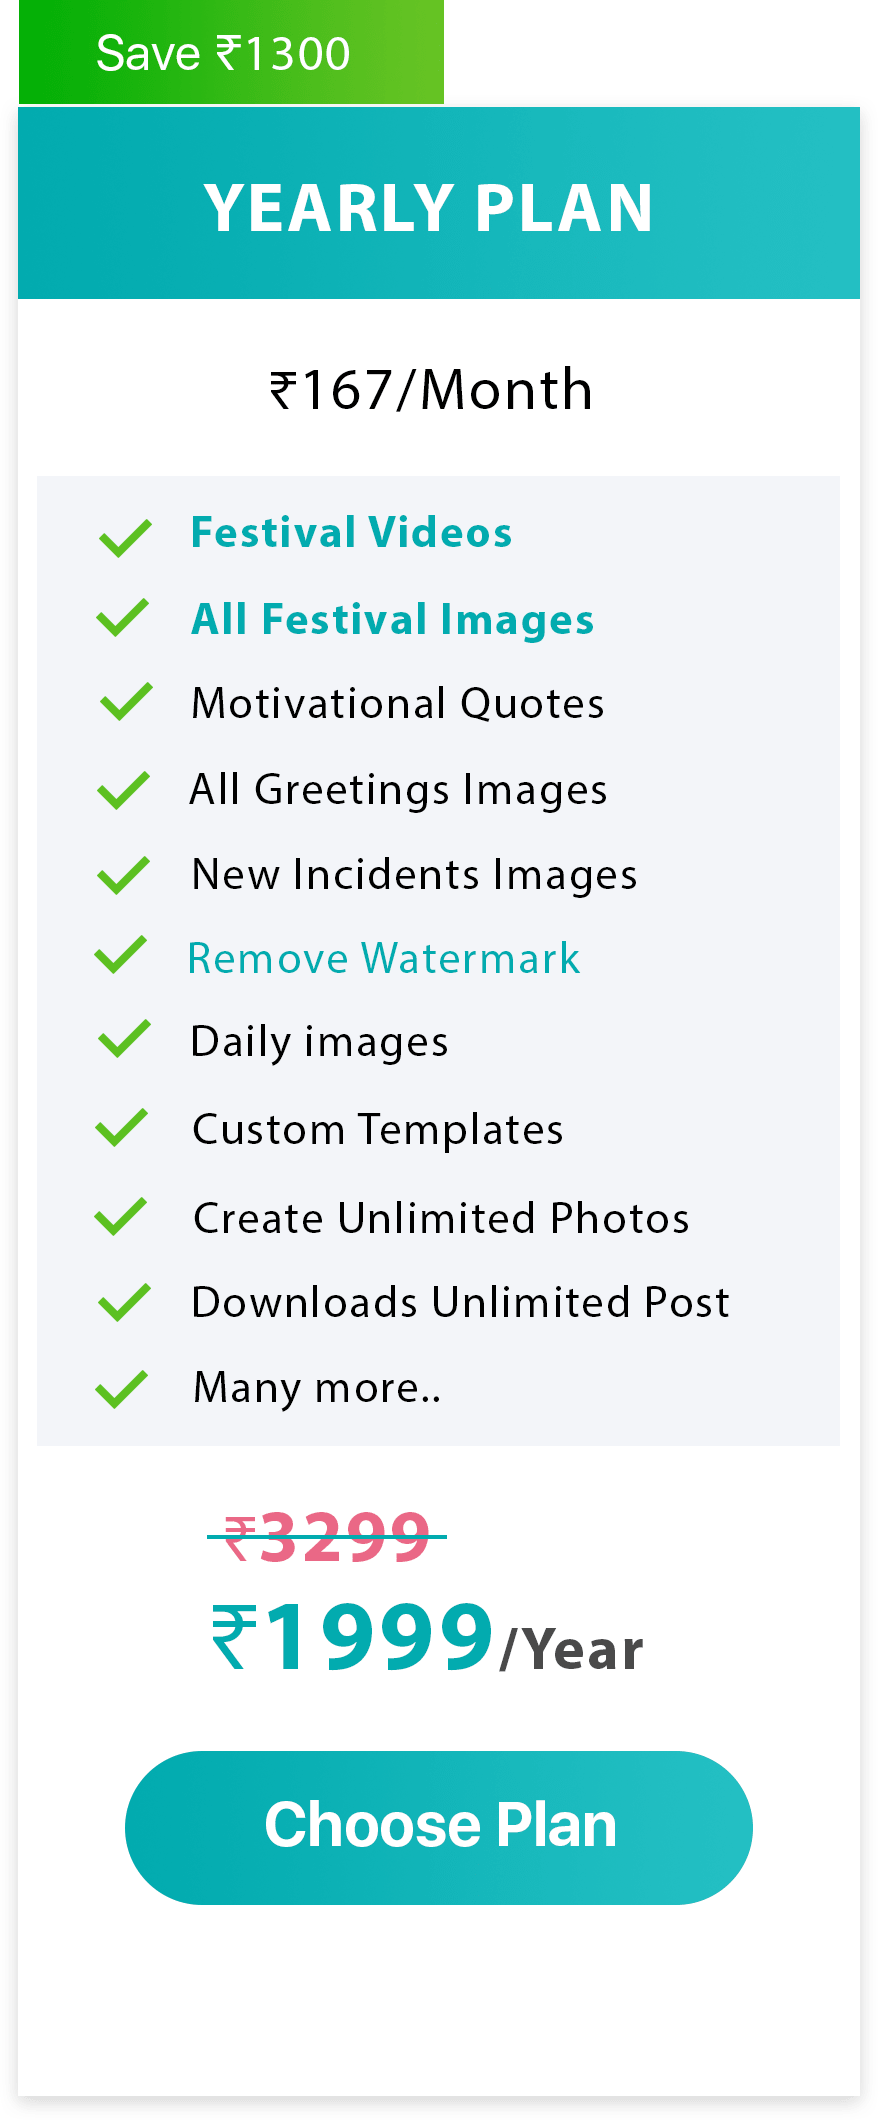 Save ₹1300
YEARLY PLAN
₹167/Month
Festival Videos
All Festival Images
Motivational Quotes
All Greetings Images
New Incidents Images
Remove Watermark
Daily images
Custom Templates
Create Unlimited Photos
Downloads Unlimited Post
Many more..
₹3299
₹1999/Year
Choose Plan